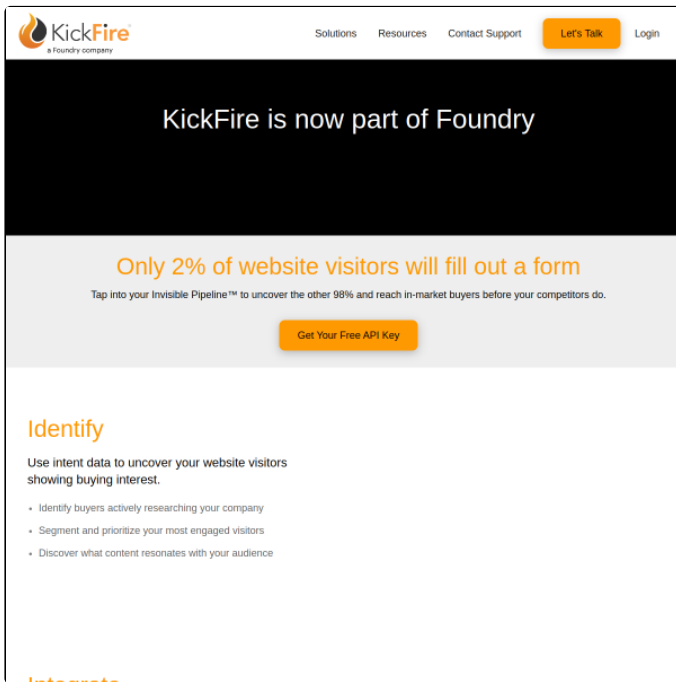 KickFire
a Foundry company
Solutions
Resources
Contact Support
Let's Talk
Login
KickFire is now part of Foundry
Only 2% of website visitors will fill out a form
Tap into your Invisible Pipeline™ to uncover the other 98% and reach in-market buyers before your competitors do.
Get Your Free API Key
Identify
Use intent data to uncover your website visitors
showing buying interest.
• Identify buyers actively researching your company
• Segment and prioritize your most engaged visitors
• Discover what content resonates with your audience
Integrate